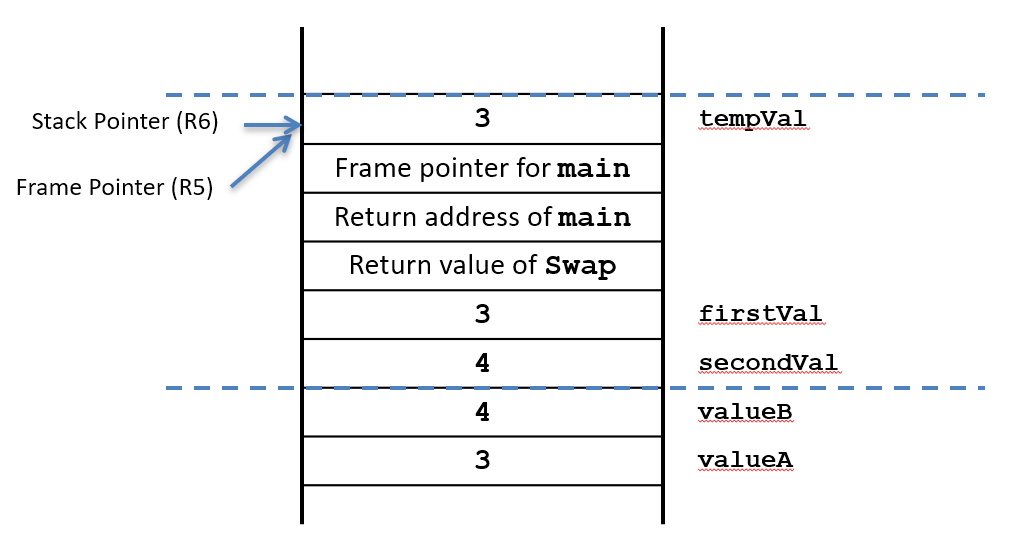 Stack Pointer (R6)
3
tempVal
Frame pointer for main
Frame Pointer (R5)
Return address of main
Return value of Swap
3
firstVal
4
secondVal
4
valueB
3
valueA